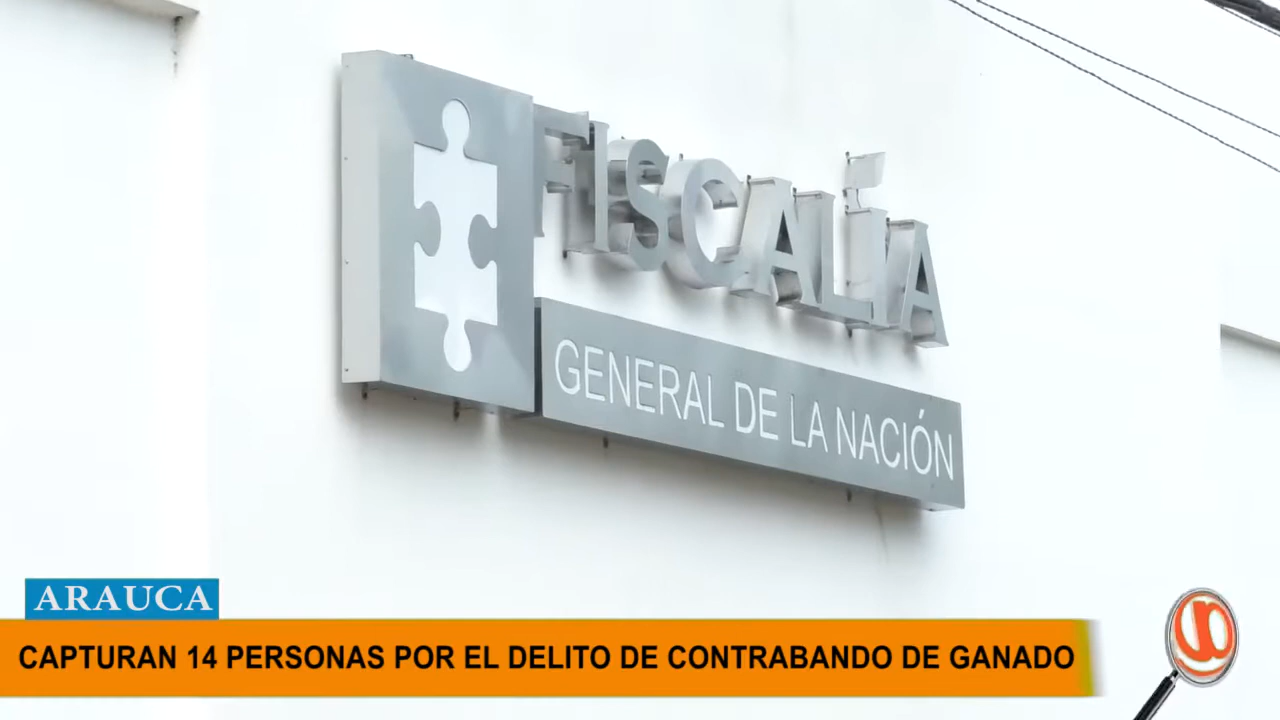 FISCALÍA
GENERAL DE LA NACIÓN
ARAUCA
CAPTURAN 14 PERSONAS POR EL DELITO DE CONTRABANDO DE GANADO